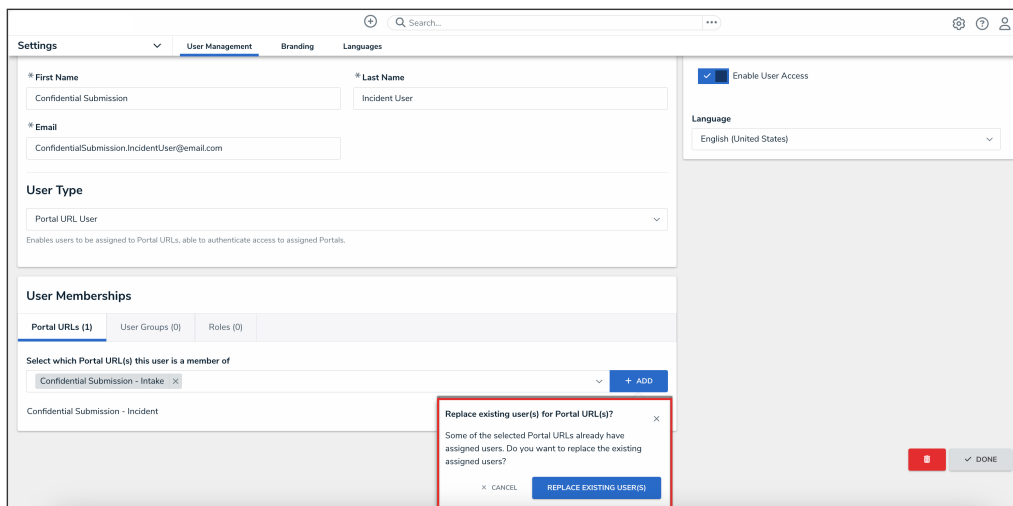 Search...
Settings
User Management
Branding
Languages
* First Name
* Last Name
Confidential Submission
Incident User
* Email
ConfidentialSubmission.IncidentUser@email.com
User Type
Portal URL User
Enables users to be assigned to Portal URLs, able to authenticate access to assigned Portals.
Enable User Access
Language
English (United States)
User Memberships
Portal URLs (1)
User Groups (0)
Roles (0)
Select which Portal URL(s) this user is a member of
Confidential Submission - Intake ×
+ ADD
Confidential Submission - Incident
Replace existing user(s) for Portal URL(s)?
×
Some of the selected Portal URLs already have
assigned users. Do you want to replace the existing
assigned users?
× CANCEL
REPLACE EXISTING USER(S)
DONE